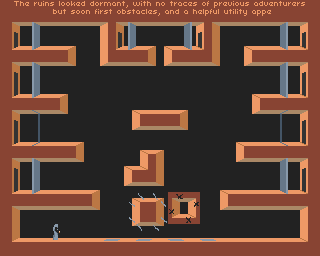 The ruins looked dormant, with no traces of previous adventurers
but soon first obstacles, and a helpful utility appe